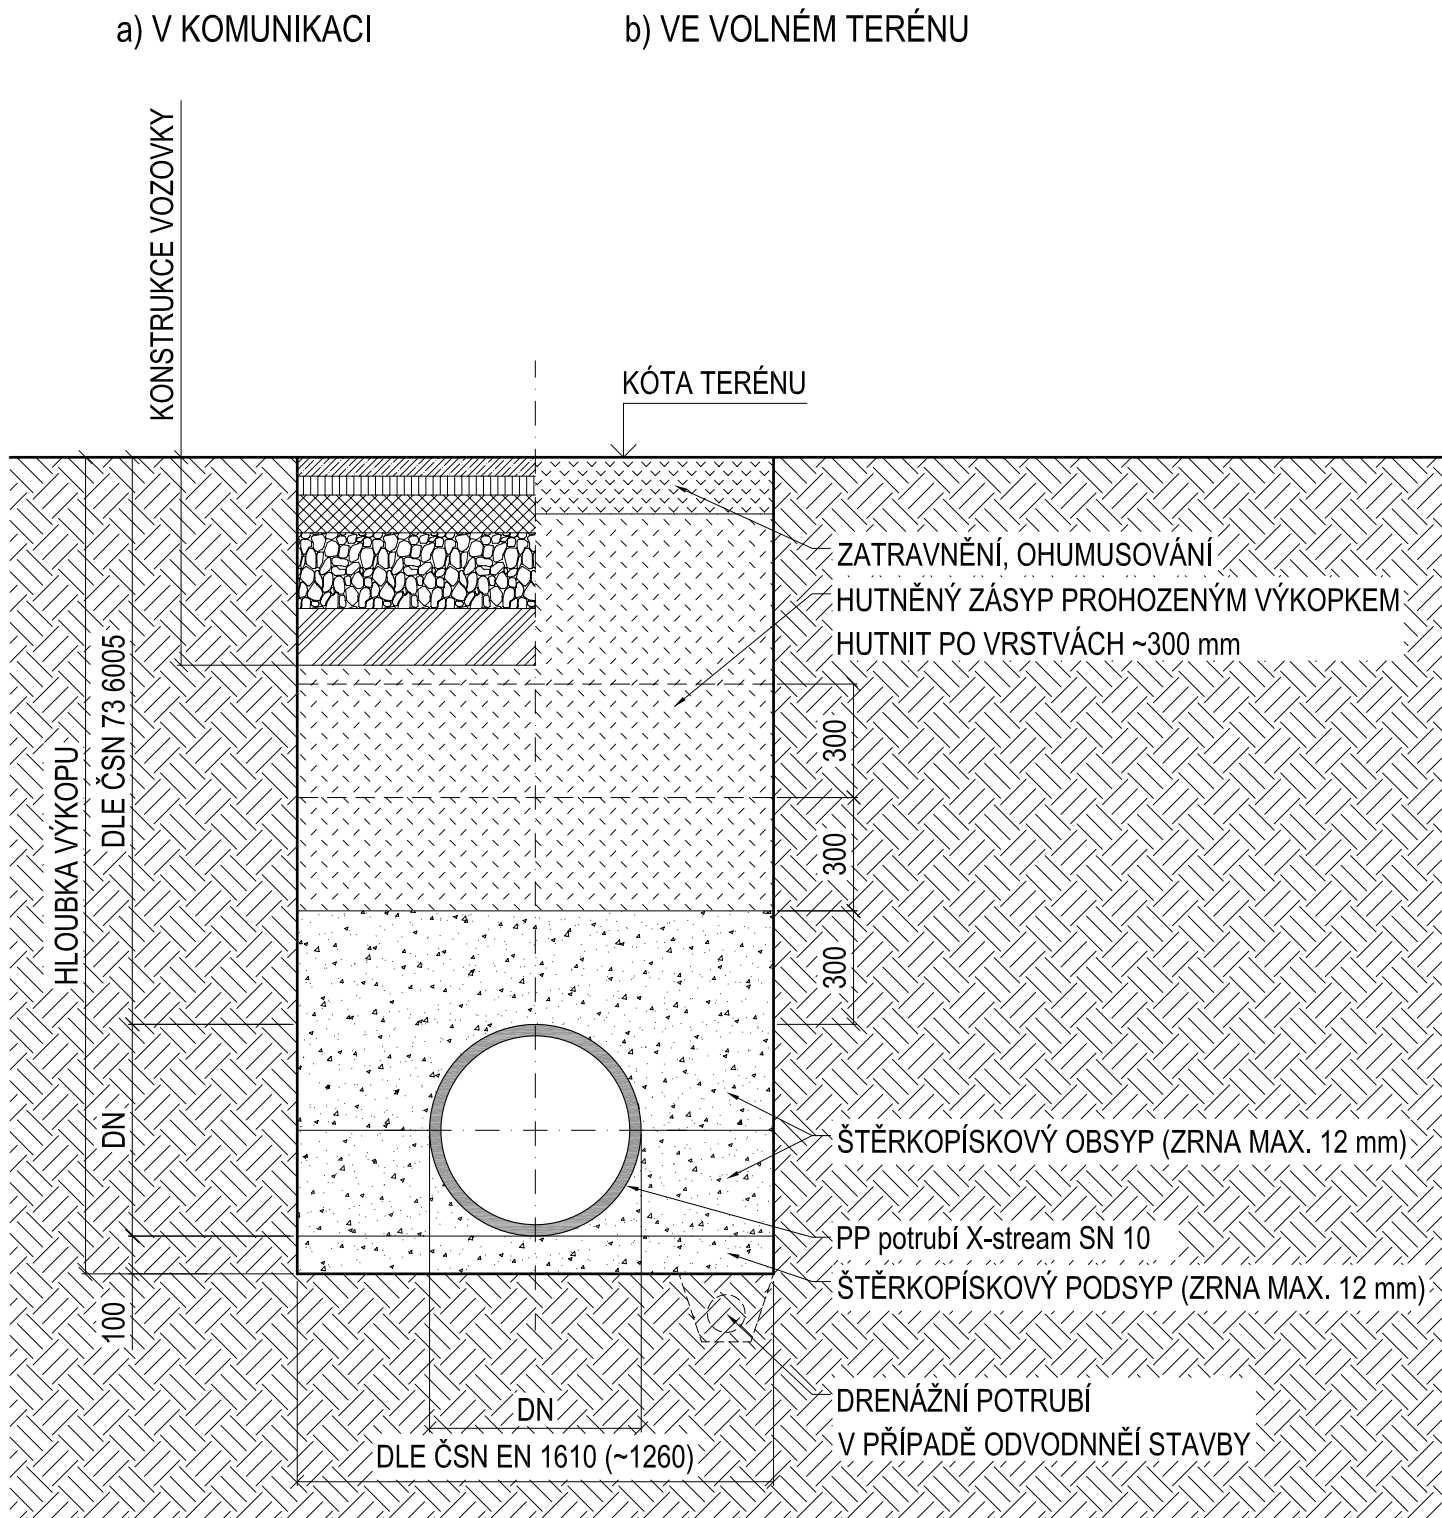 a) V KOMUNIKACI
b) VE VOLNÉM TERÉNU
KONSTRUKCE VOZOVKY
KÓTA TERÉNU
ZATRAVNĚNÍ, OHUMUSOVÁNÍ
HUTNĚNÝ ZÁSYP PROHOZENÝM VÝKOPKEM
HUTNIT PO VRSTVÁCH ~300 mm
DLE ČSN 73 6005
HLOUBKA VÝKOPU
300
300
300
DN
ŠTĚRKOPÍSKOVÝ OBSYP (ZRNA MAX. 12 mm)
PP potrubí X-stream SN 10
ŠTĚRKOPÍSKOVÝ PODSYP (ZRNA MAX. 12 mm)
100
DRENÁŽNÍ POTRUBÍ
V PŘÍPADĚ ODVODNNĚÍ STAVBY
DN
DLE ČSN EN 1610 (~1260)